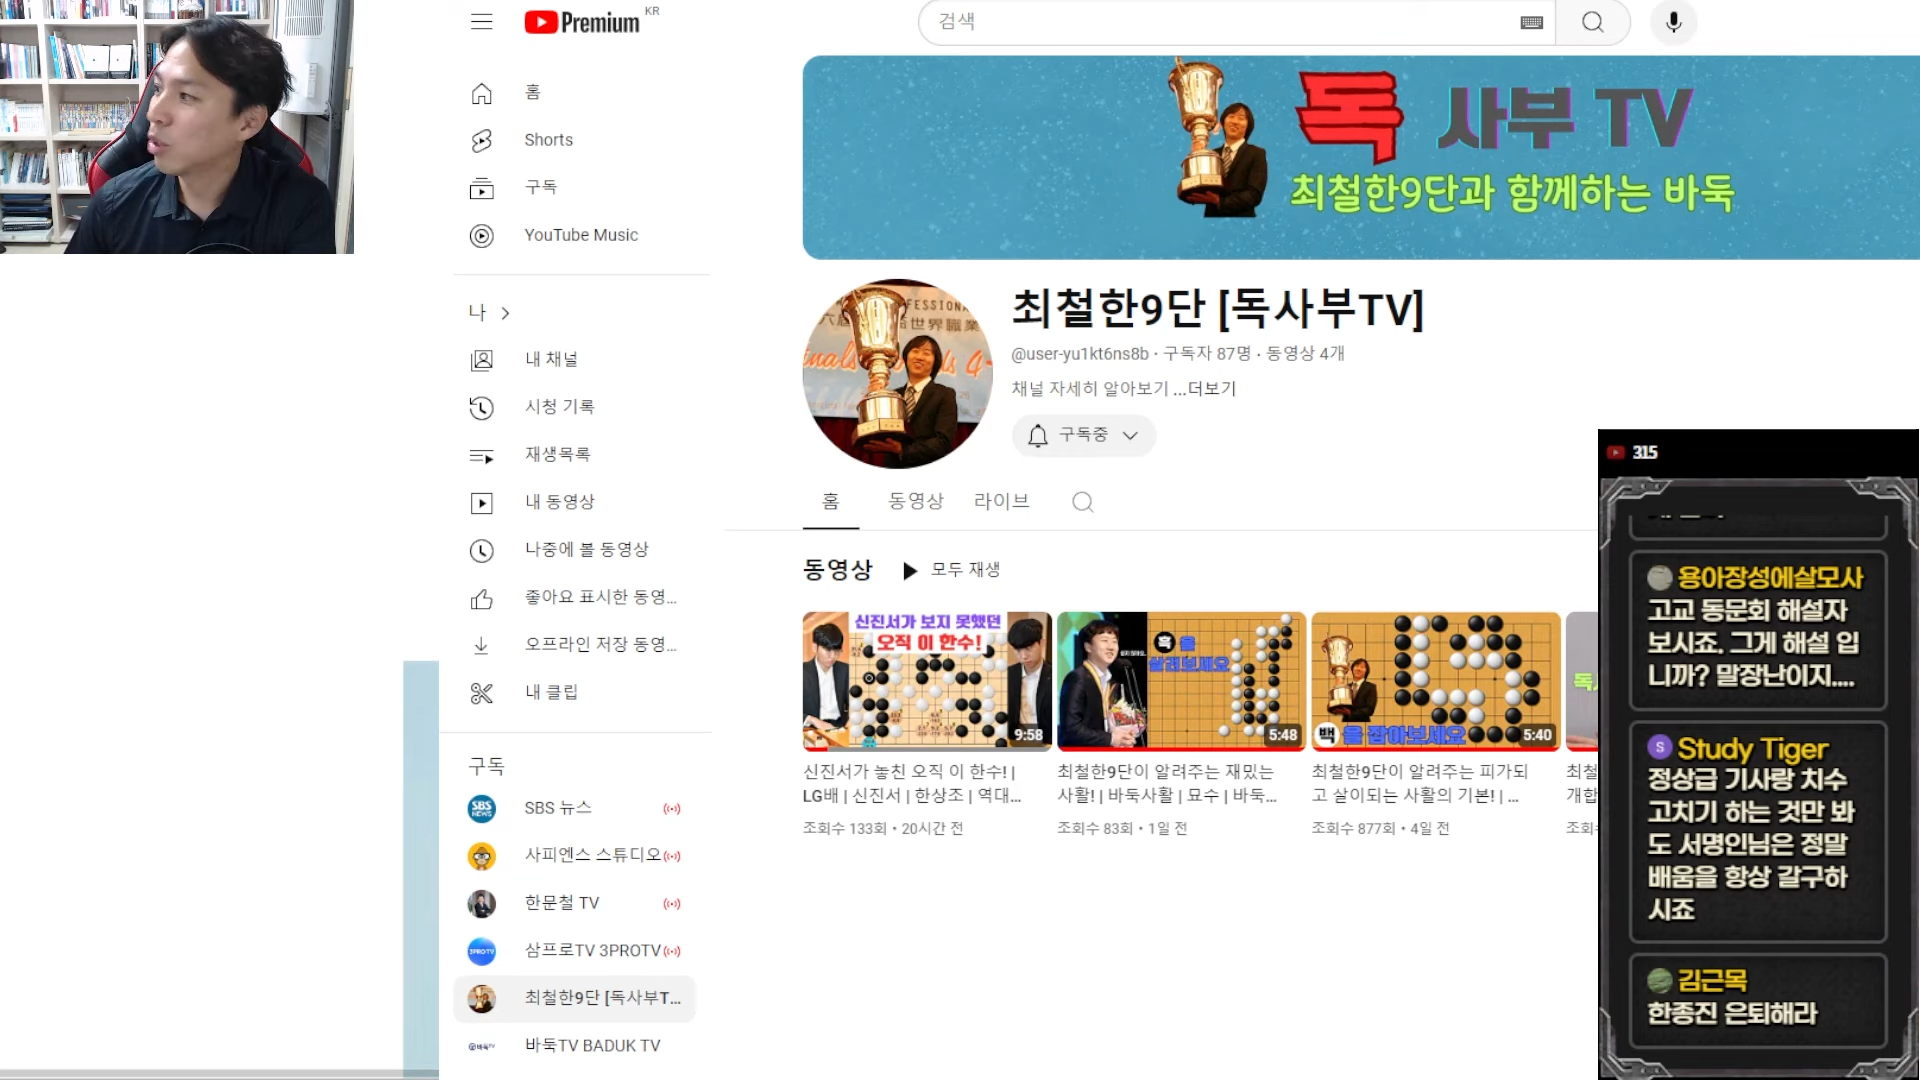 Premium KR
검색
홈
Shorts
구독
YouTube Music
나
내 채널
시청 기록
재생목록
내 동영상
나중에 볼 동영상
좋아요 표시한 동영...
오프라인 저장 동영...
내 클립
구독
SBS 뉴스
사피엔스 스튜디오
한문철 TV
삼프로TV 3PROTV
최철한9단 [독사부T...
바둑TV BADUK TV
독 사부 TV
최철한9단과 함께하는 바둑
최철한9단 [독사부TV]
@user-yu1kt6ns8b · 구독자 87명 · 동영상 4개
채널 자세히 알아보기 ...더보기
구독중
홈 동영상 라이브
동영상 모두 재생
신진서가 보지 못했던
오직 이 한수!
9:58
신진서가 놓친 오직 이 한수! |
LG배 | 신진서 | 한상조 | 역대...
조회수 133회 • 20시간 전
흑 을
살려보세요
5:48
최철한9단이 알려주는 재밌는
사활! | 바둑사활 | 묘수 | 바둑...
조회수 83회 • 1일 전
백 을 잡아보세요
5:40
최철한9단이 알려주는 피가되
고 살이되는 사활의 기본! | ...
조회수 877회 • 4일 전
315
용아장성에살모사
고교 동문회 해설자
보시죠. 그게 해설 입
니까? 말장난이지....
Study Tiger
정상급 기사랑 치수
고치기 하는 것만 봐
도 서명인님은 정말
배움을 항상 갈구하
시죠
김근목
한종진 은퇴해라